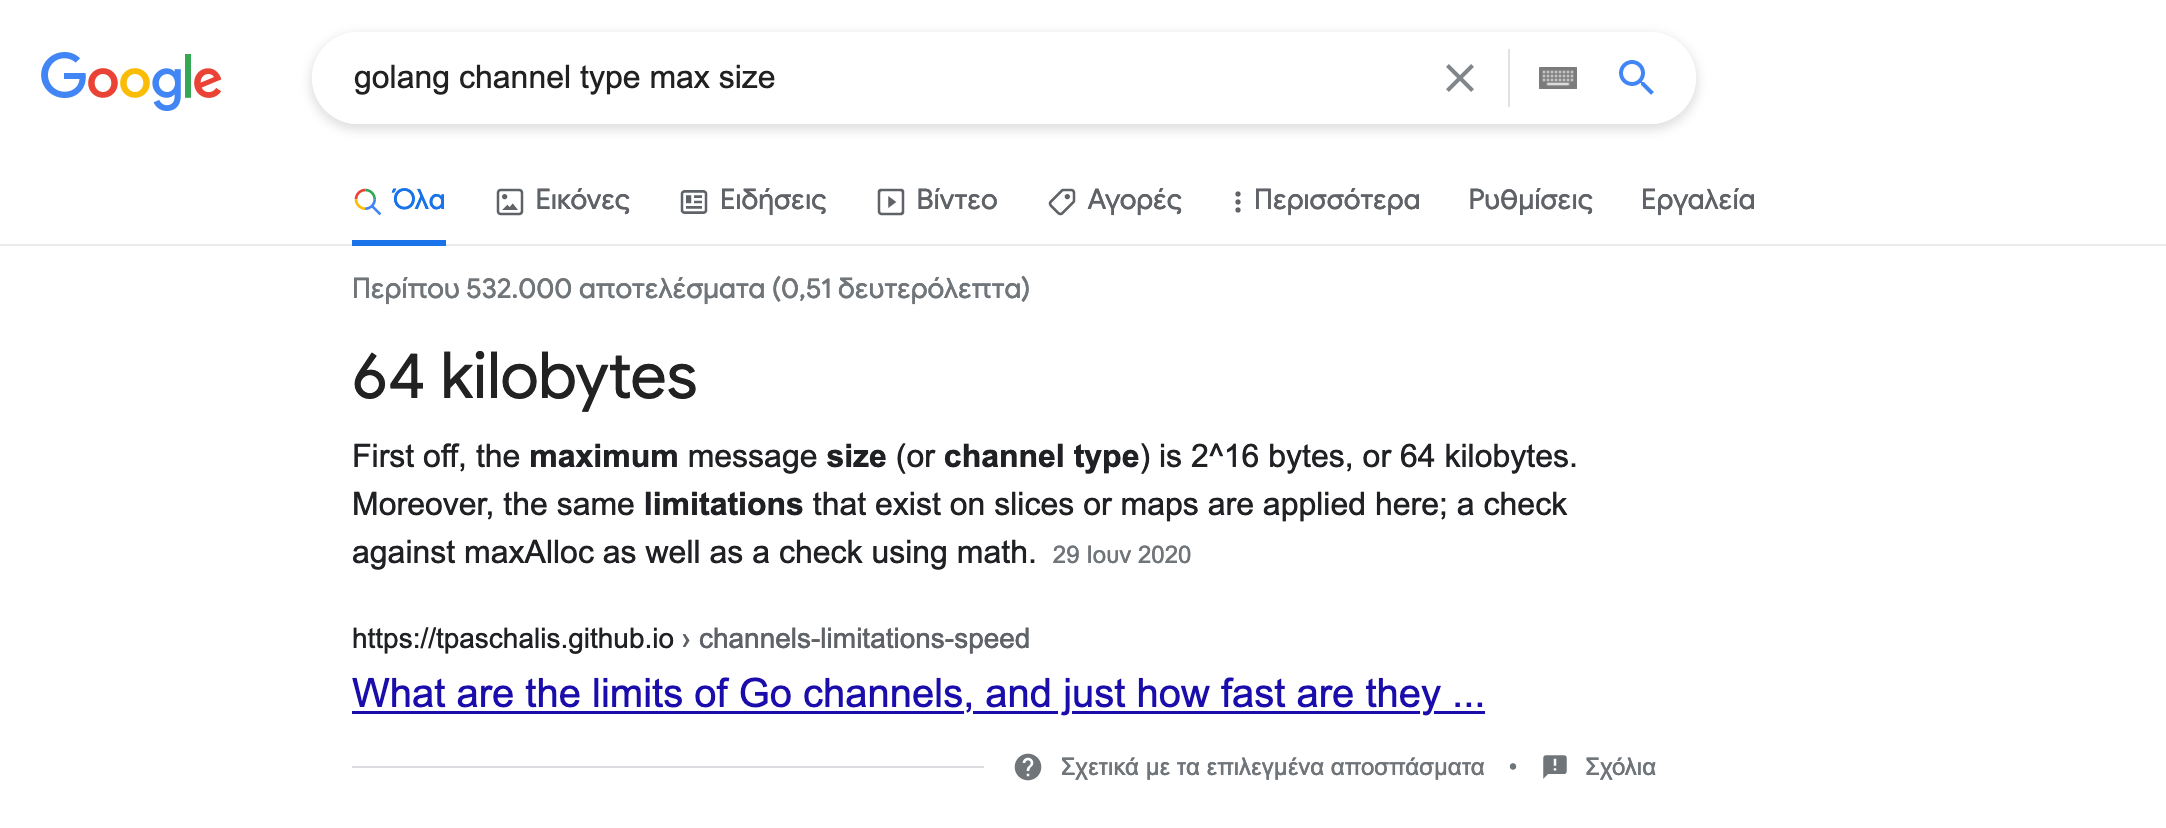 Google
golang channel type max size
Όλα Εικόνες Ειδήσεις Βίντεο Αγορές Περισσότερα Ρυθμίσεις Εργαλεία
Περίπου 532.000 αποτελέσματα (0,51 δευτερόλεπτα)
64 kilobytes
First off, the maximum message size (or channel type) is 2^16 bytes, or 64 kilobytes.
Moreover, the same limitations that exist on slices or maps are applied here; a check
against maxAlloc as well as a check using math. 29 Ιουν 2020
https://tpaschalis.github.io › channels-limitations-speed
What are the limits of Go channels, and just how fast are they ...
Σχετικά με τα επιλεγμένα αποσπάσματα • Σχόλια